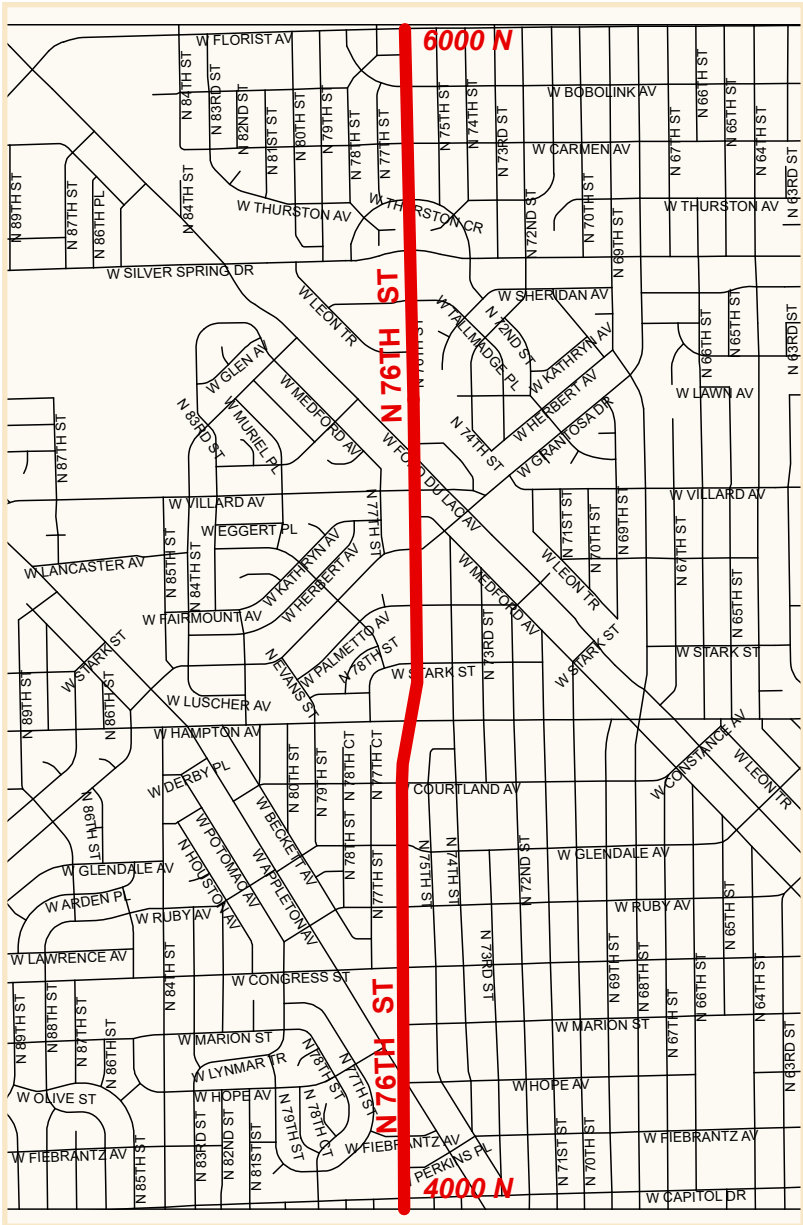 6000 N
W FLORIST AV
N 84TH ST
N 83RD ST
N 82ND ST
N 81ST ST
N 80TH ST
N 79TH ST
N 78TH ST
N 77TH ST
N 75TH ST
N 74TH ST
N 73RD ST
W BOBOLINK AV
N 67TH ST
N 66TH ST
N 65TH ST
N 64TH ST
N 63RD ST
W CARMEN AV
N 89TH ST
N 87TH ST
N 86TH PL
N 84TH ST
W THURSTON AV
W THURSTON CR
N 72ND ST
N 70TH ST
N 69TH ST
W THURSTON AV
W SILVER SPRING DR
N 76TH ST
W LEON TR
W TALLMADGE PL
N 72ND ST
W SHERIDAN AV
N 66TH ST
N 65TH ST
N 63RD ST
W GLEN AV
W KATHRYN AV
W HERBERT AV
W GRANTOSA DR
W LAWN AV
N 83RD ST
W MURIEL PL
W MEDFORD AV
N 74TH ST
N 87TH ST
W FOND DU LAC AV
W VILLARD AV
W VILLARD AV
N 77TH ST
W EGGERT PL
N 71ST ST
N 70TH ST
N 69TH ST
N 67TH ST
N 65TH ST
W LANCASTER AV
N 85TH ST
N 84TH ST
W KATHRYN AV
W HERBERT AV
W MEDFORD AV
W LEON TR
W FAIRMOUNT AV
W PALMETTO AV
N 78TH ST
N 73RD ST
W STARK ST
W STARK ST
W STARK ST
W STARK ST
N EVANS ST
N 89TH ST
N 86TH ST
W LUSCHER AV
W HAMPTON AV
W CONSTANCE AV
W LEON TR
W DERBY PL
N 80TH ST
N 79TH ST
N 78TH CT
N 77TH CT
COURTLAND AV
N 86TH ST
W BECKETT AV
W POTOMAC AV
W APPLETON AV
N HOUSTON AV
N 78TH ST
N 77TH ST
N 75TH ST
N 74TH ST
N 72ND ST
W GLENDALE AV
W GLENDALE AV
W ARDEN PL
W RUBY AV
W RUBY AV
N 65TH ST
W LAWRENCE AV
N 84TH ST
W CONGRESS ST
N 73RD ST
N 69TH ST
N 68TH ST
N 67TH ST
N 66TH ST
N 64TH ST
N 63RD ST
N 76TH ST
N 89TH ST
N 88TH ST
N 87TH ST
N 86TH ST
W MARION ST
W MARION ST
W LYNMAR TR
N 78TH ST
N 77TH ST
W HOPE AV
W HOPE AV
W OLIVE ST
N 85TH ST
N 83RD ST
N 82ND ST
N 81ST ST
N 79TH ST
N 78TH CT
W FIEBRANTZ AV
W FIEBRANTZ AV
W FIEBRANTZ AV
PERKINS PL
N 71ST ST
N 70TH ST
4000 N
W CAPITOL DR